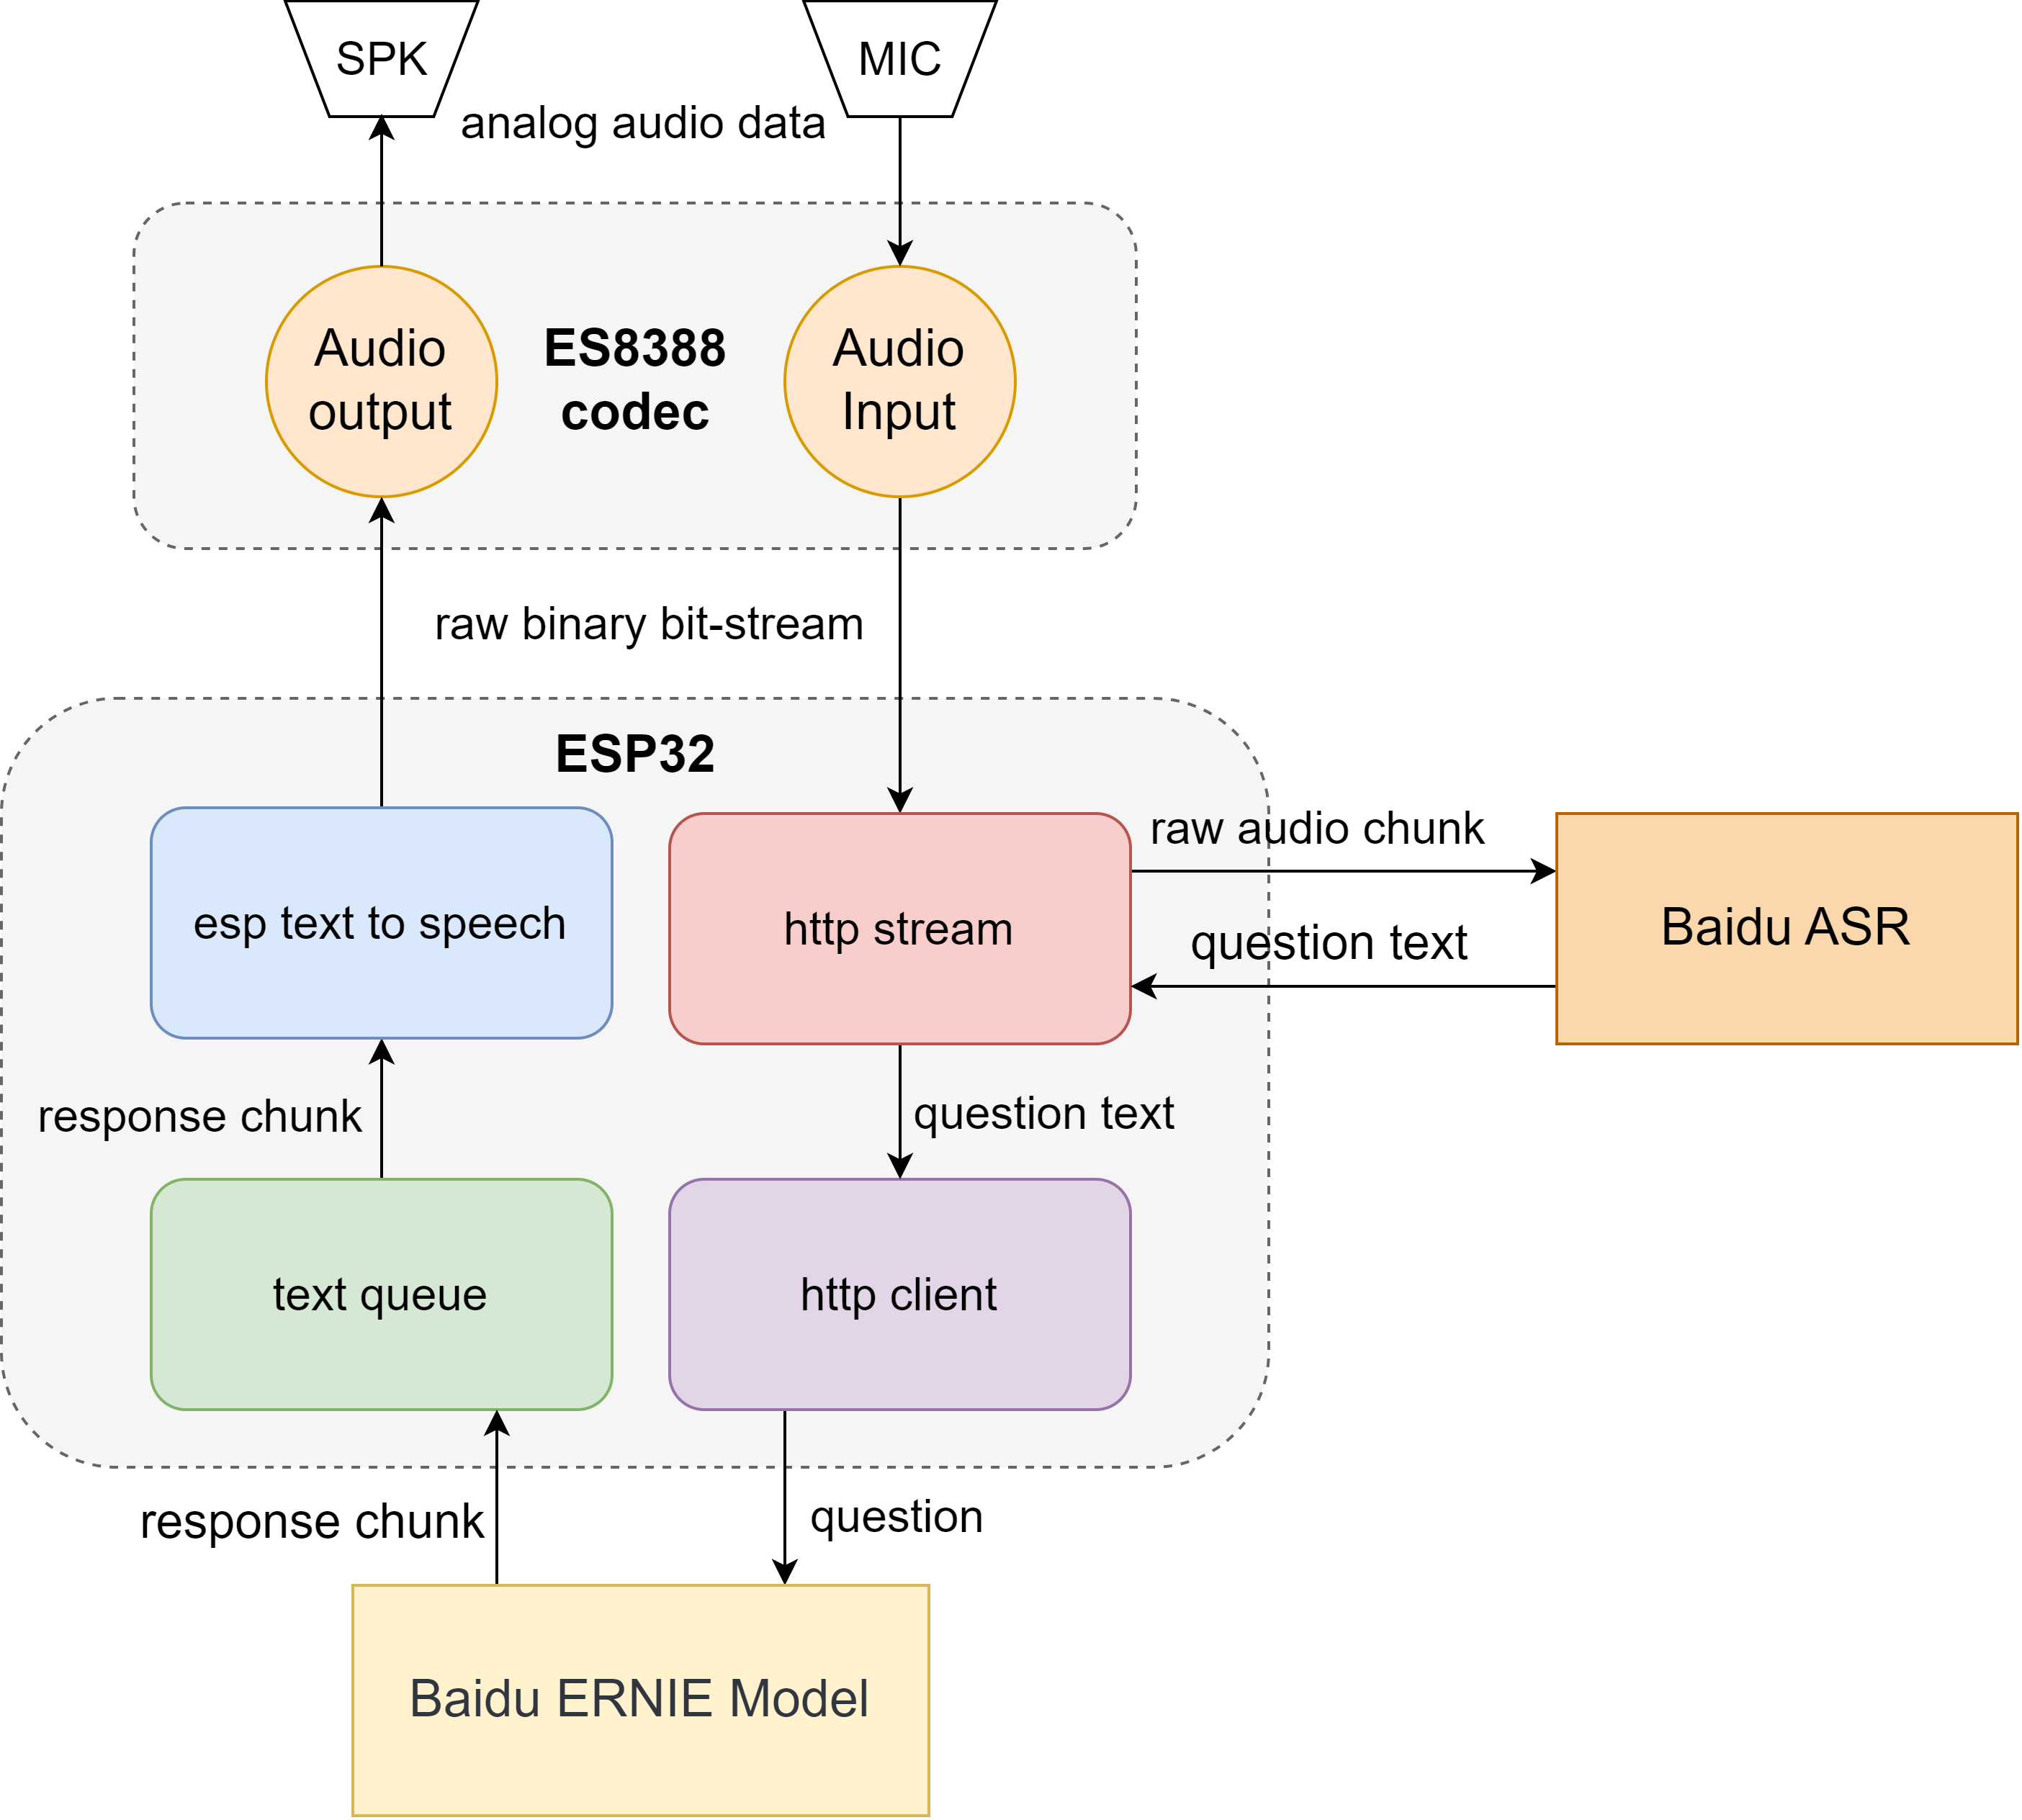 SPK
MIC
analog audio data
Audio
output
ES8388
codec
Audio
Input
raw binary bit-stream
ESP32
esp text to speech
http stream
raw audio chunk
question text
Baidu ASR
response chunk
question text
text queue
http client
response chunk
question
Baidu ERNIE Model